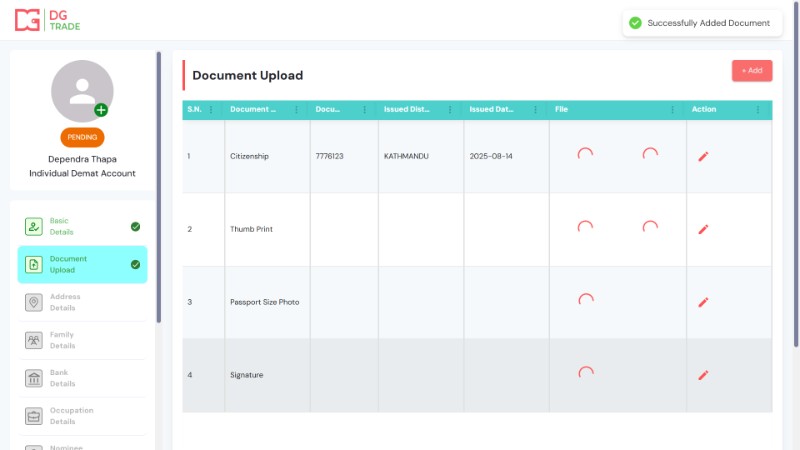 DG
TRADE
Successfully Added Document
PENDING
Dependra Thapa
Individual Demat Account
Basic
Details
Document
Upload
Address
Details
Family
Details
Bank
Details
Occupation
Details
Nominee
Document Upload
+ Add
S.N. Document ... Docu... Issued Dist... Issued Dat... File Action
1 Citizenship 7776123 KATHMANDU 2025-08-14
2 Thumb Print
3 Passport Size Photo
4 Signature